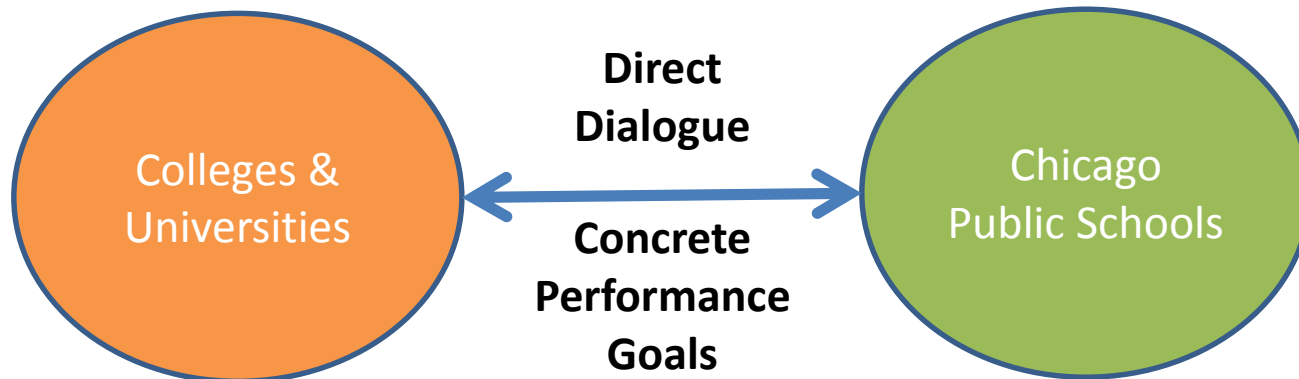 Colleges &
Universities
Direct
Dialogue
Concrete
Performance
Goals
Chicago
Public Schools